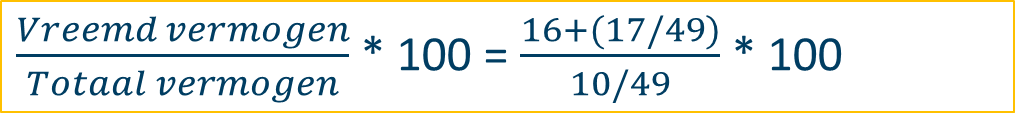 Vreemd vermogen / Totaal vermogen * 100 = 16+(17/49) / 10/49 * 100